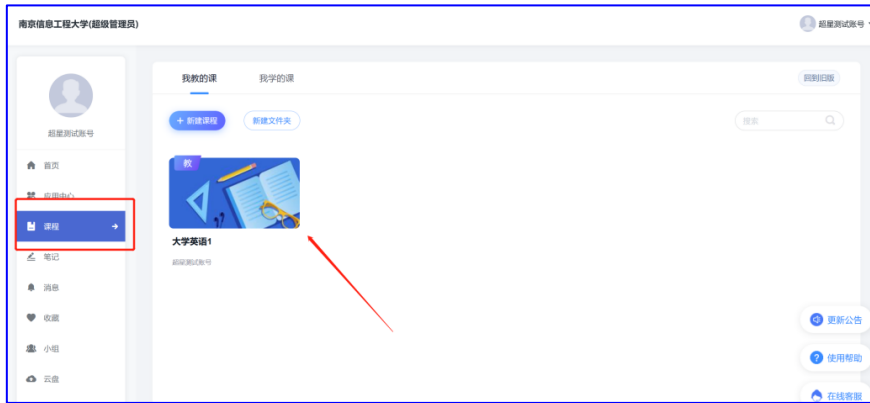 南京信息工程大学(超级管理员)
超星测试账号
我教的课
我学的课
回到旧版
超星测试账号
+ 新建课程
新建文件夹
搜索
首页
教
应用中心
课程
大学英语1
笔记
超星测试账号
消息
收藏
更新公告
小组
使用帮助
云盘
在线客服